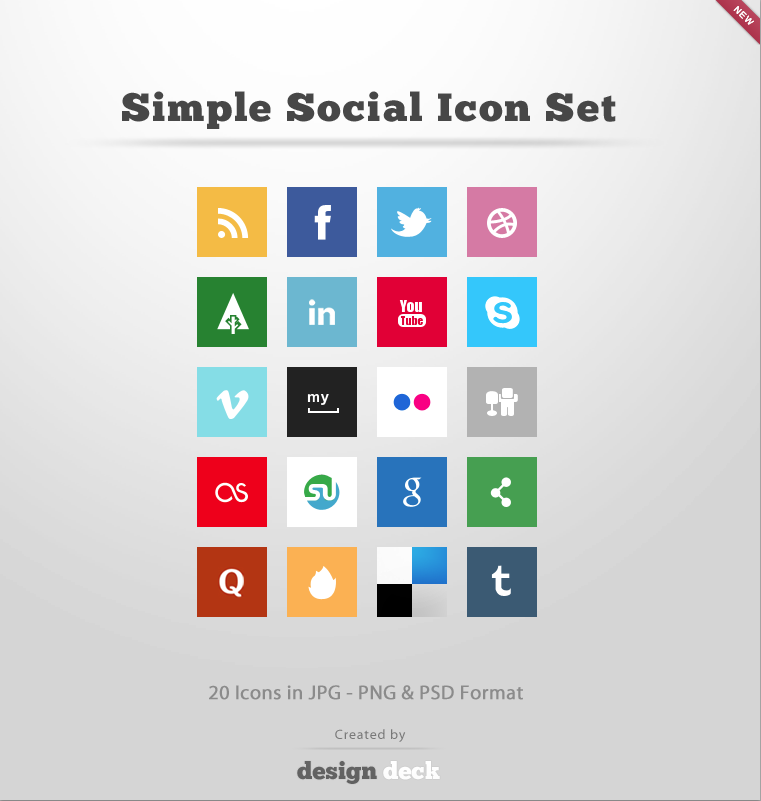 NEW
Simple Social Icon Set
f
in
You
Tube
S
my
su
g
Q
t
20 Icons in JPG - PNG & PSD Format
Created by
design deck